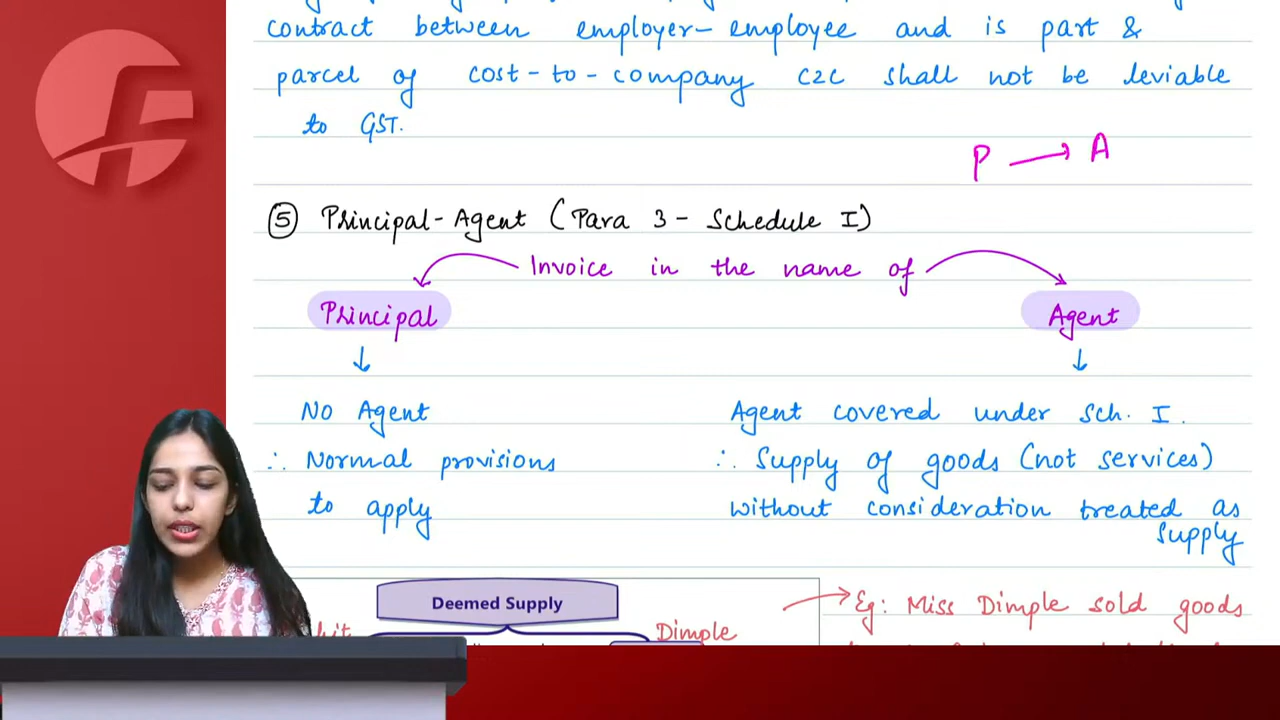 contract between employer-employee and is part &
parcel of cost-to-company C2C shall not be leviable
to GST.
P → A
⑤ Principal-Agent (Para 3 - Schedule I)
Invoice in the name of
Principal
Agent
↓
↓
No Agent
Agent covered under Sch. I.
∴ Normal provisions
∴ Supply of goods (not services)
to apply
without consideration treated as
supply
Deemed Supply
Eg: Miss Dimple sold goods
Dimple